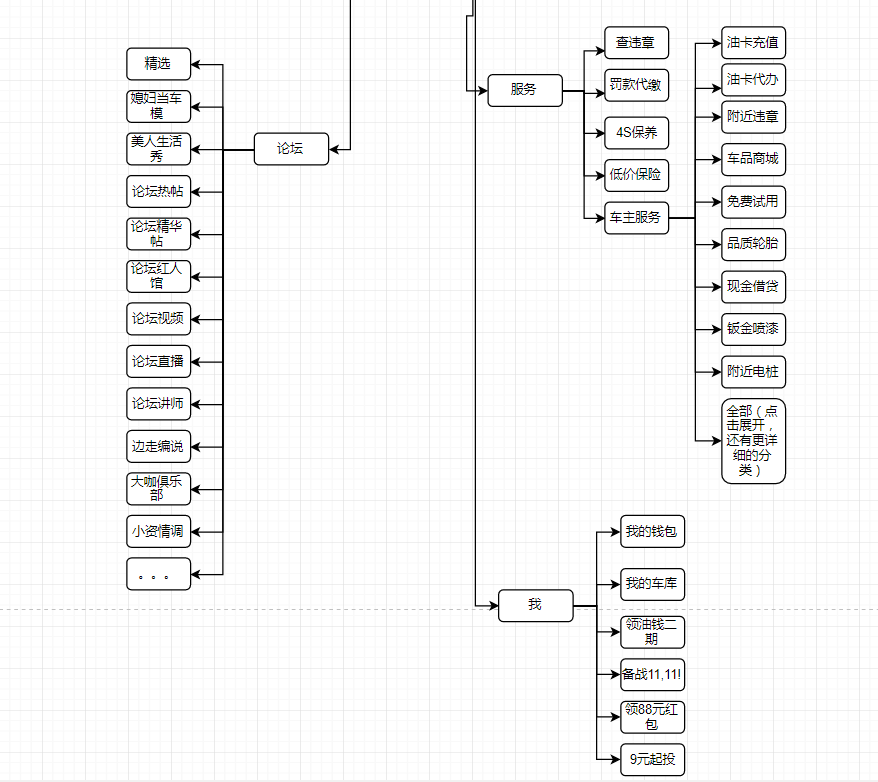 精选
媳妇当车
模
美人生活
秀
论坛热帖
论坛精华
帖
论坛红人
馆
论坛视频
论坛直播
论坛讲师
边走编说
大咖俱乐
部
小资情调
。。。
论坛
服务
查违章
罚款代缴
4S保养
低价保险
车主服务
油卡充值
油卡代办
附近违章
车品商城
免费试用
品质轮胎
现金借贷
钣金喷漆
附近电桩
全部（点
击展开，
还有更详
细的分
类）
我
我的钱包
我的车库
领油钱二
期
备战11,11!
领88元红
包
9元起投